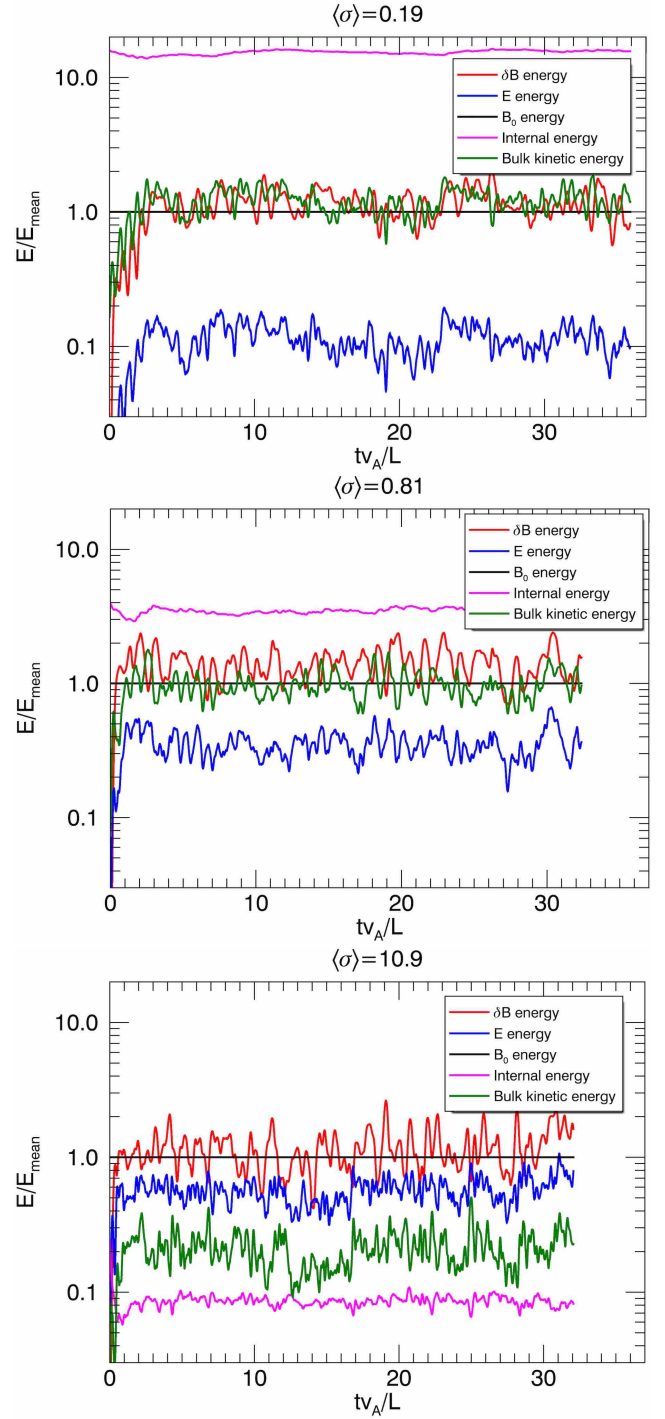 ⟨σ⟩=0.19
10.0
1.0
0.1
E/E_mean
δB energy
E energy
B₀ energy
Internal energy
Bulk kinetic energy
0 10 20 30
tv_A/L
⟨σ⟩=0.81
10.0
1.0
0.1
E/E_mean
δB energy
E energy
B₀ energy
Internal energy
Bulk kinetic energy
0 10 20 30
tv_A/L
⟨σ⟩=10.9
10.0
1.0
0.1
E/E_mean
δB energy
E energy
B₀ energy
Internal energy
Bulk kinetic energy
0 10 20 30
tv_A/L